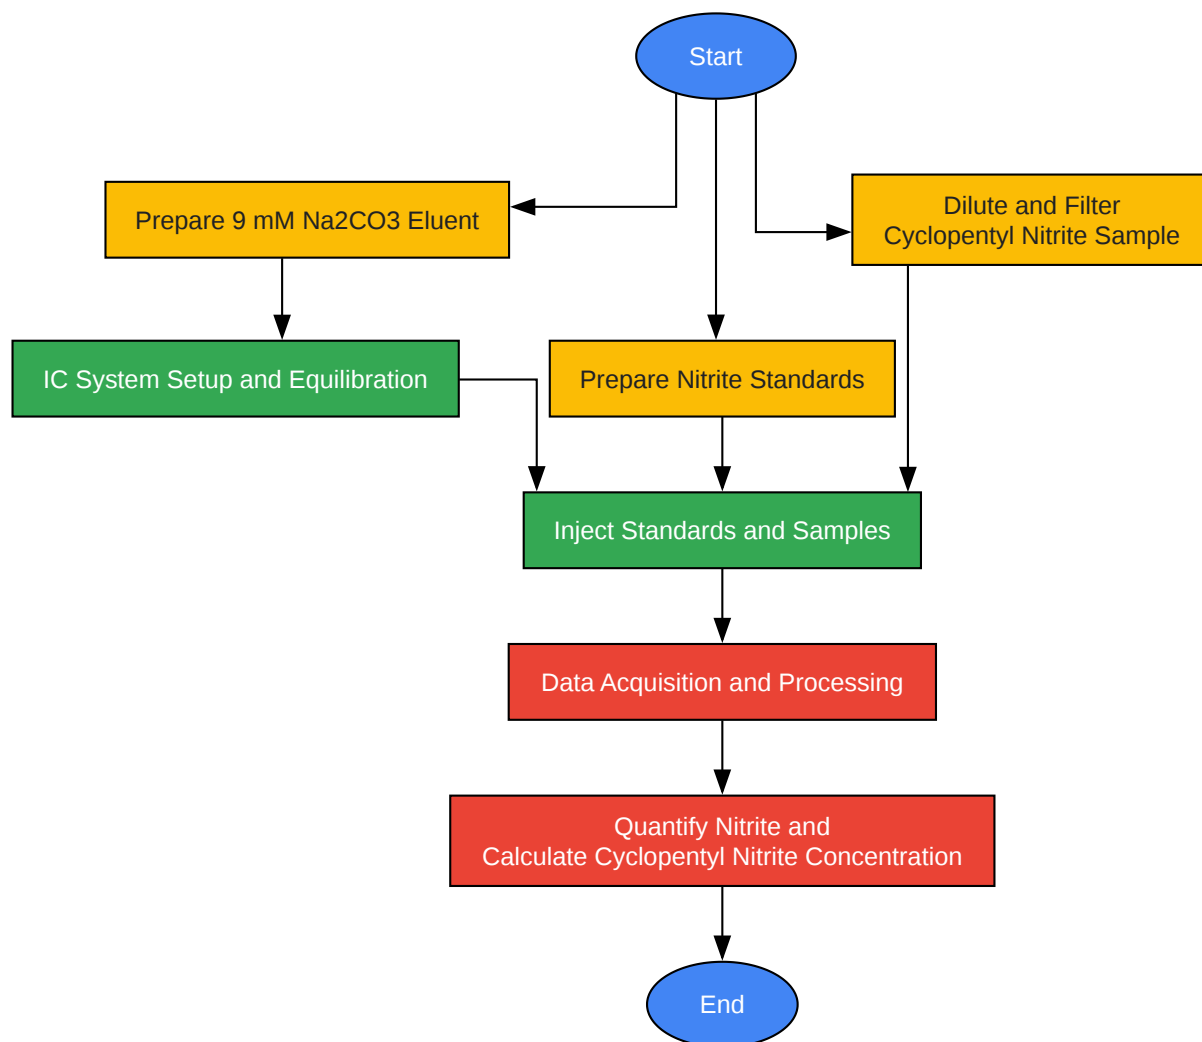 Start
Prepare 9 mM Na2CO3 Eluent
Dilute and Filter
Cyclopentyl Nitrite Sample
IC System Setup and Equilibration
Prepare Nitrite Standards
Inject Standards and Samples
Data Acquisition and Processing
Quantify Nitrite and
Calculate Cyclopentyl Nitrite Concentration
End